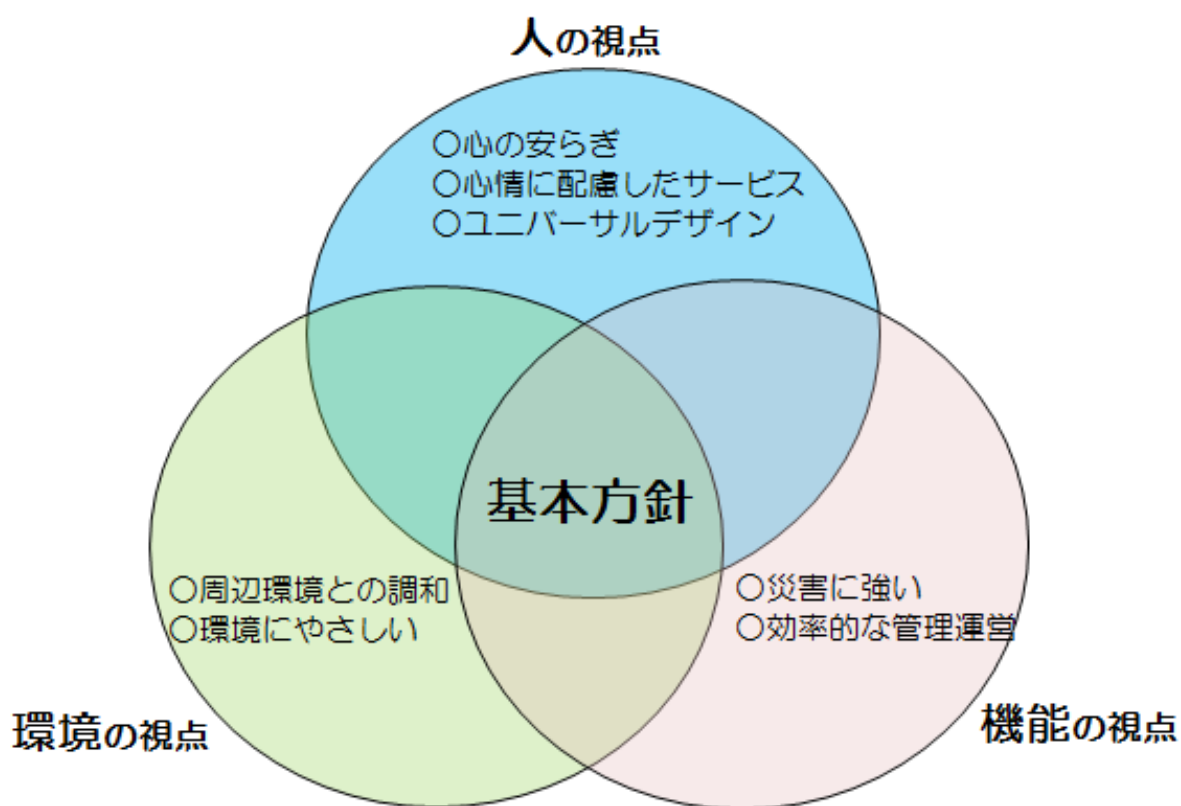 人の視点
○心の安らぎ
○心情に配慮したサービス
○ユニバーサルデザイン
基本方針
○周辺環境との調和
○環境にやさしい
○災害に強い
○効率的な管理運営
環境の視点
機能の視点